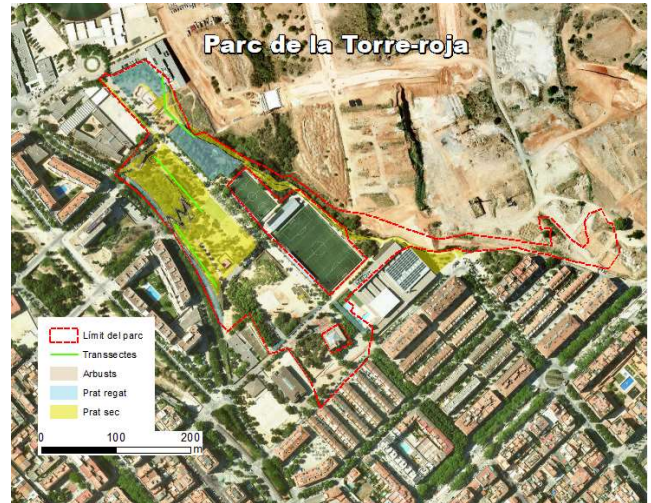 Parc de la Torre-roja
Límit del parc
Transsectes
Arbusts
Prat regat
Prat sec
0 100 200
m